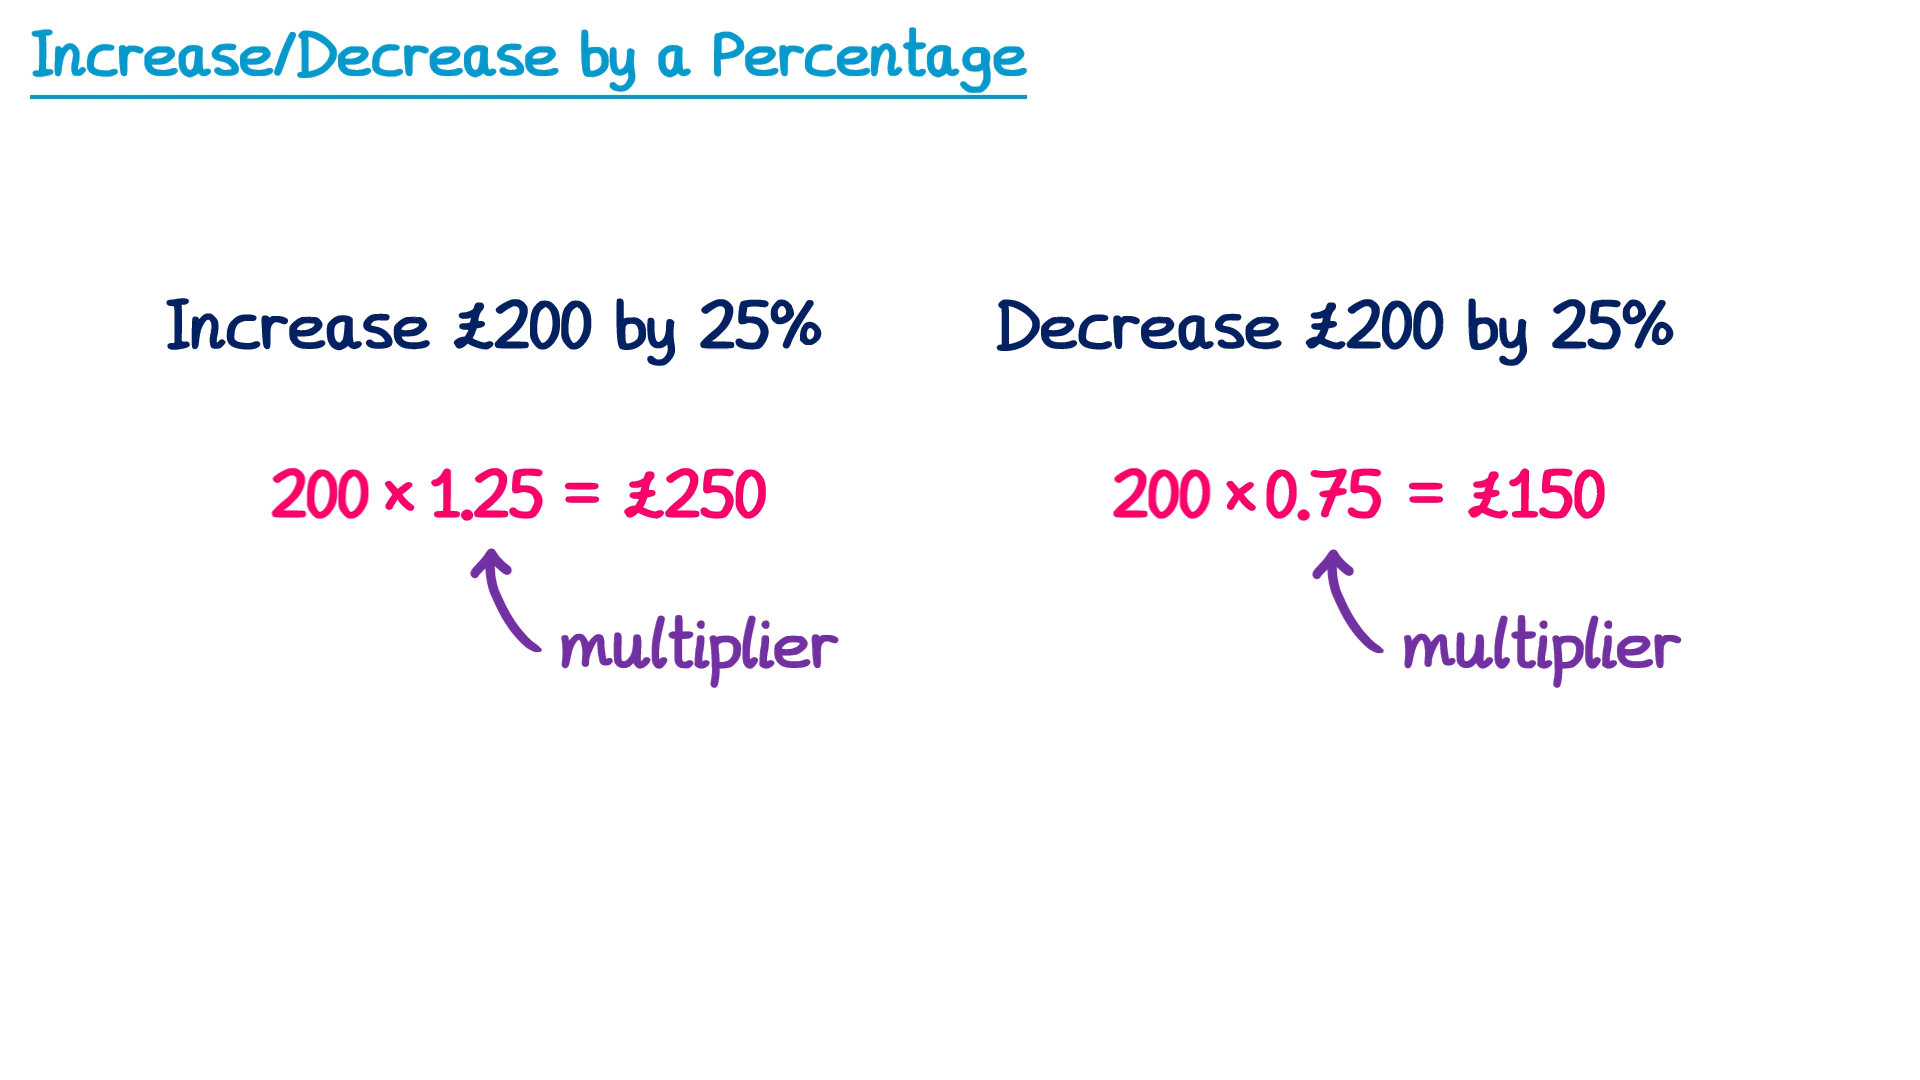 Increase/Decrease by a Percentage
Increase £200 by 25%
200 × 1.25 = £250
multiplier
Decrease £200 by 25%
200 × 0.75 = £150
multiplier